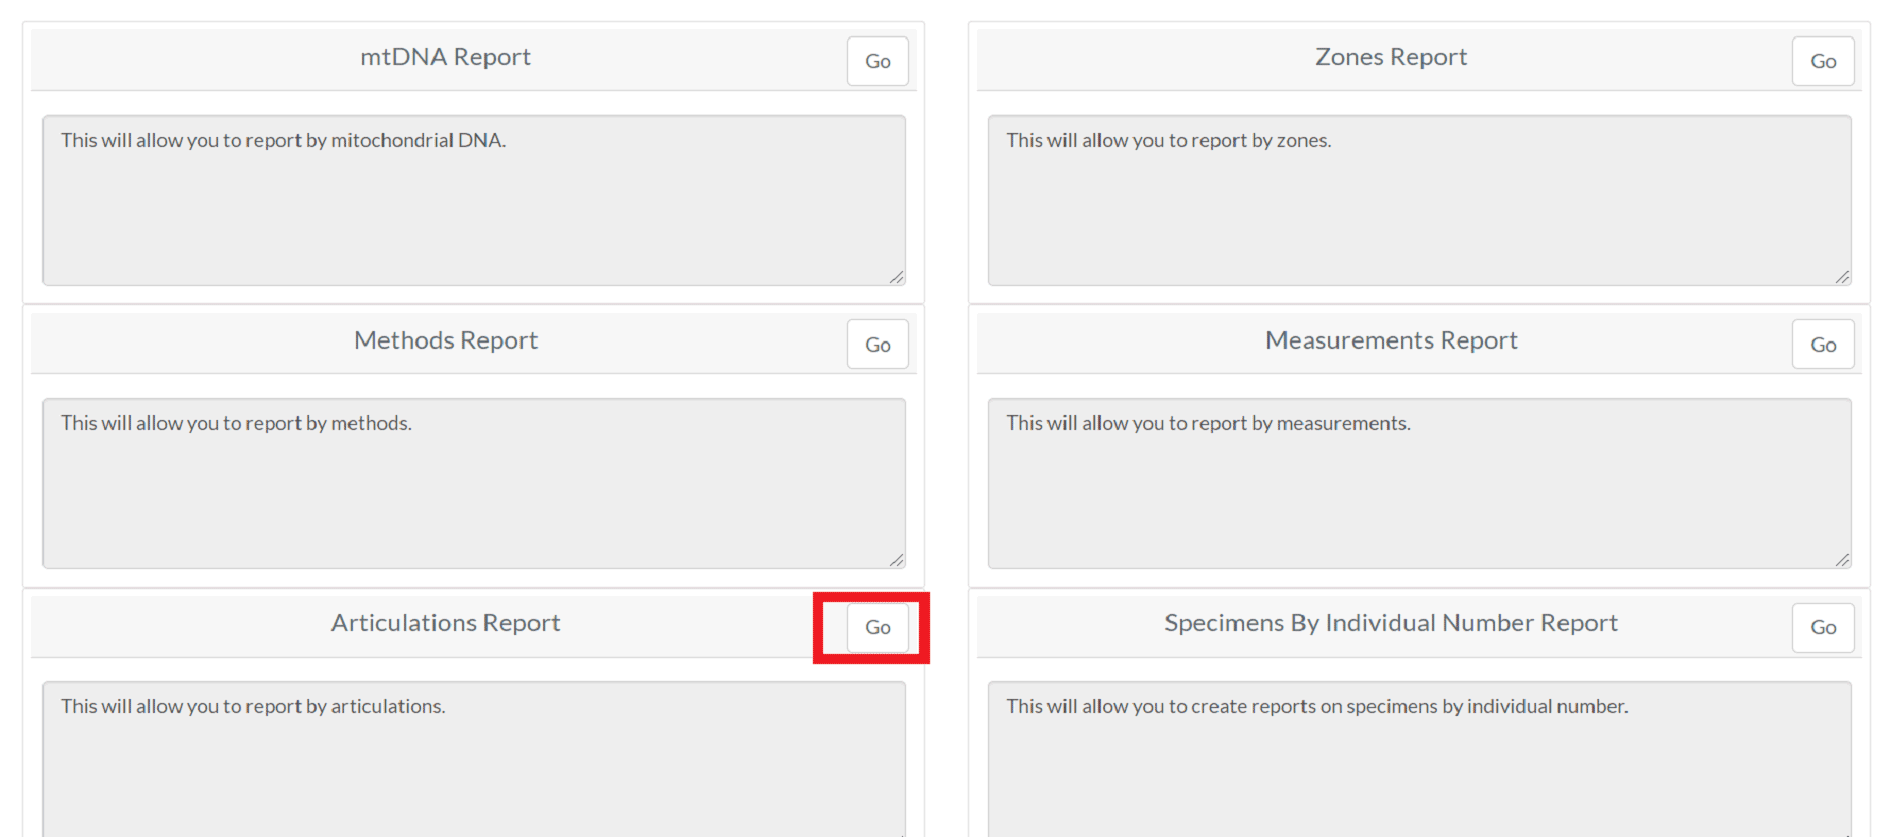 mtDNA Report
Go
This will allow you to report by mitochondrial DNA.
Zones Report
Go
This will allow you to report by zones.
Methods Report
Go
This will allow you to report by methods.
Measurements Report
Go
This will allow you to report by measurements.
Articulations Report
Go
This will allow you to report by articulations.
Specimens By Individual Number Report
Go
This will allow you to create reports on specimens by individual number.